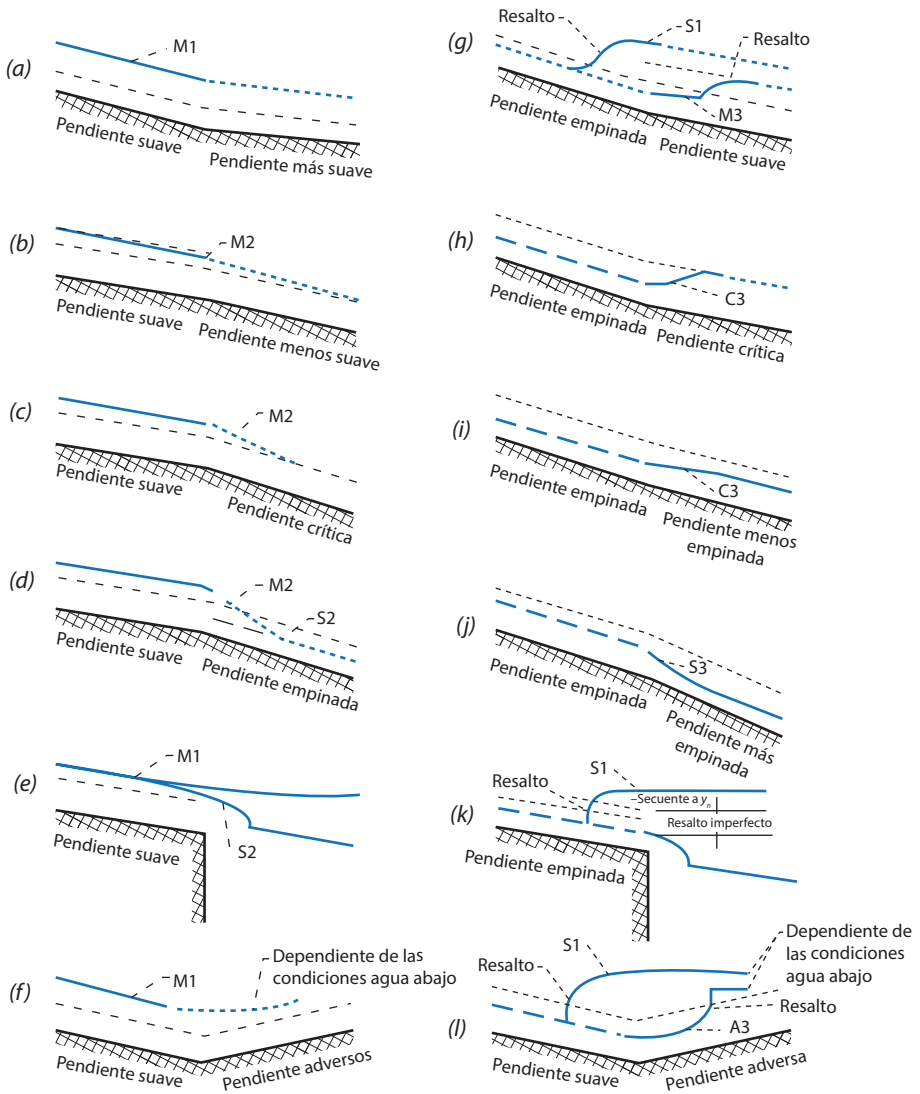 (a)
M1
Pendiente suave
Pendiente más suave
(b)
M2
Pendiente suave
Pendiente menos suave
(c)
M2
Pendiente suave
Pendiente crítica
(d)
M2
S2
Pendiente suave
Pendiente empinada
(e)
M1
S2
Pendiente suave
(f)
M1
Dependiente de las
condiciones agua abajo
Pendiente suave
Pendiente adversos
(g)
Resalto
S1
Resalto
M3
Pendiente empinada
Pendiente suave
(h)
C3
Pendiente empinada
Pendiente crítica
(i)
C3
Pendiente empinada
Pendiente menos
empinada
(j)
S3
Pendiente empinada
Pendiente más
empinada
(k)
Resalto
S1
Secuente a yn
Resalto imperfecto
Pendiente empinada
(l)
Resalto
S1
Dependiente de
las condiciones
agua abajo
Resalto
A3
Pendiente suave
Pendiente adversa